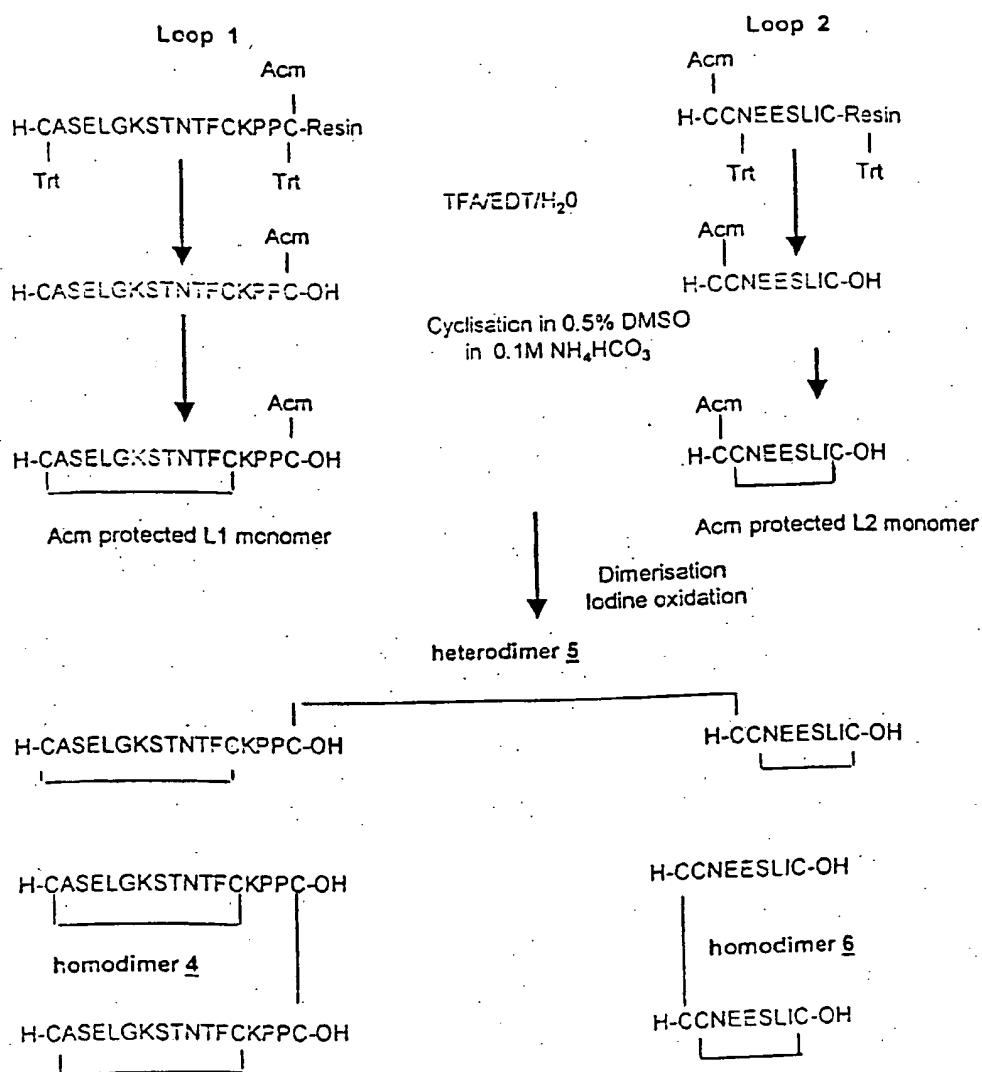 Loop 1
Loop 2
Acm
Acm
H-CASELGKSTNTFCKPPC-Resin
H-CCNEESLIC-Resin
Trt
Trt
Trt
Trt
TFA/EDT/H₂0
Acm
Acm
H-CASELGKSTNTFCKPPC-OH
H-CCNEESLIC-OH
Cyclisation in 0.5% DMSO
in 0.1M NH₄HCO₃
Acm
Acm
H-CASELGKSTNTFCKPPC-OH
H-CCNEESLIC-OH
Acm protected L1 monomer
Acm protected L2 monomer
Dimerisation
Iodine oxidation
heterodimer 5
H-CASELGKSTNTFCKPPC-OH
H-CCNEESLIC-OH
H-CASELGKSTNTFCKPPC-OH
H-CCNEESLIC-OH
homodimer 4
homodimer 6
H-CASELGKSTNTFCKPPC-OH
H-CCNEESLIC-OH